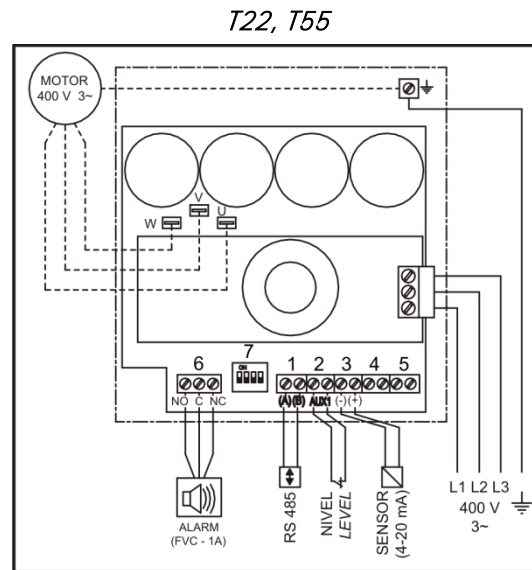 T22, T55
MOTOR
400 V 3~
V
W
U
7
6
ON
1 2 3 4 5
NO C NC
(A) (B) AUX1 (-) (+)
ALARM
(FVC - 1A)
RS 485
NIVEL
LEVEL
SENSOR
(4-20 mA)
L1 L2 L3
400 V
3~